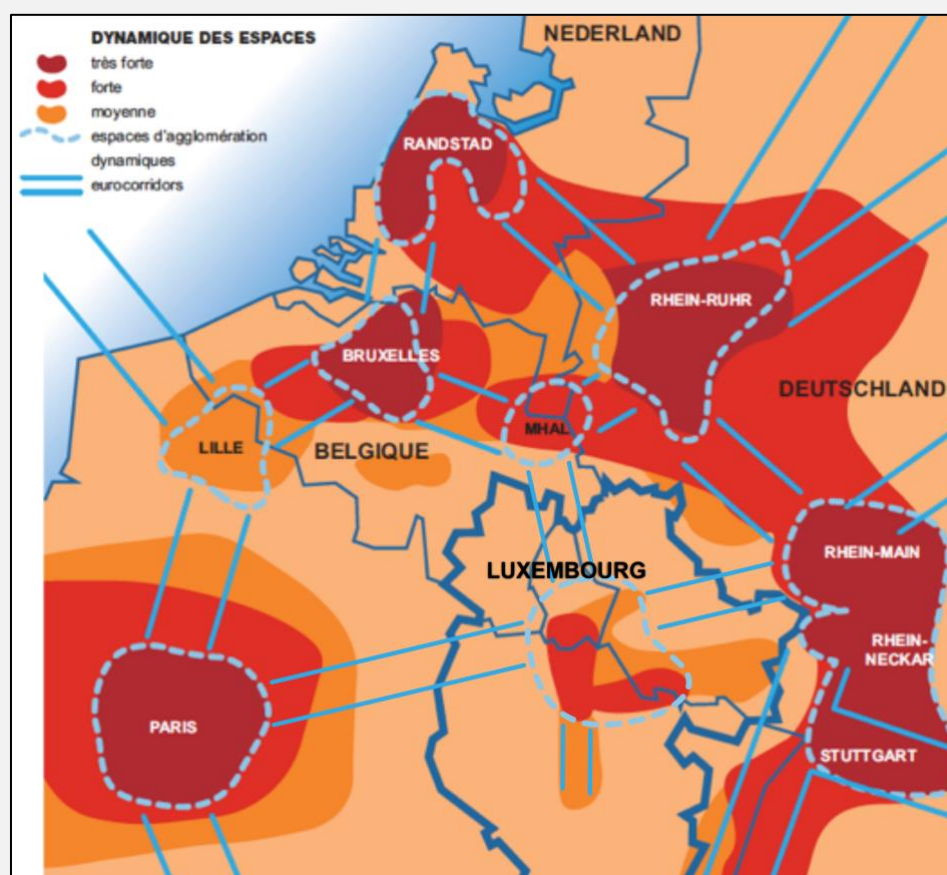 DYNAMIQUE DES ESPACES
très forte
forte
moyenne
espaces d'agglomération
dynamiques
eurocorridors
NEDERLAND
RANDSTAD
RHEIN-RUHR
BRUXELLES
DEUTSCHLAND
MHAL
LILLE
BELGIQUE
RHEIN-MAIN
LUXEMBOURG
RHEIN-
NECKAR
PARIS
STUTTGART